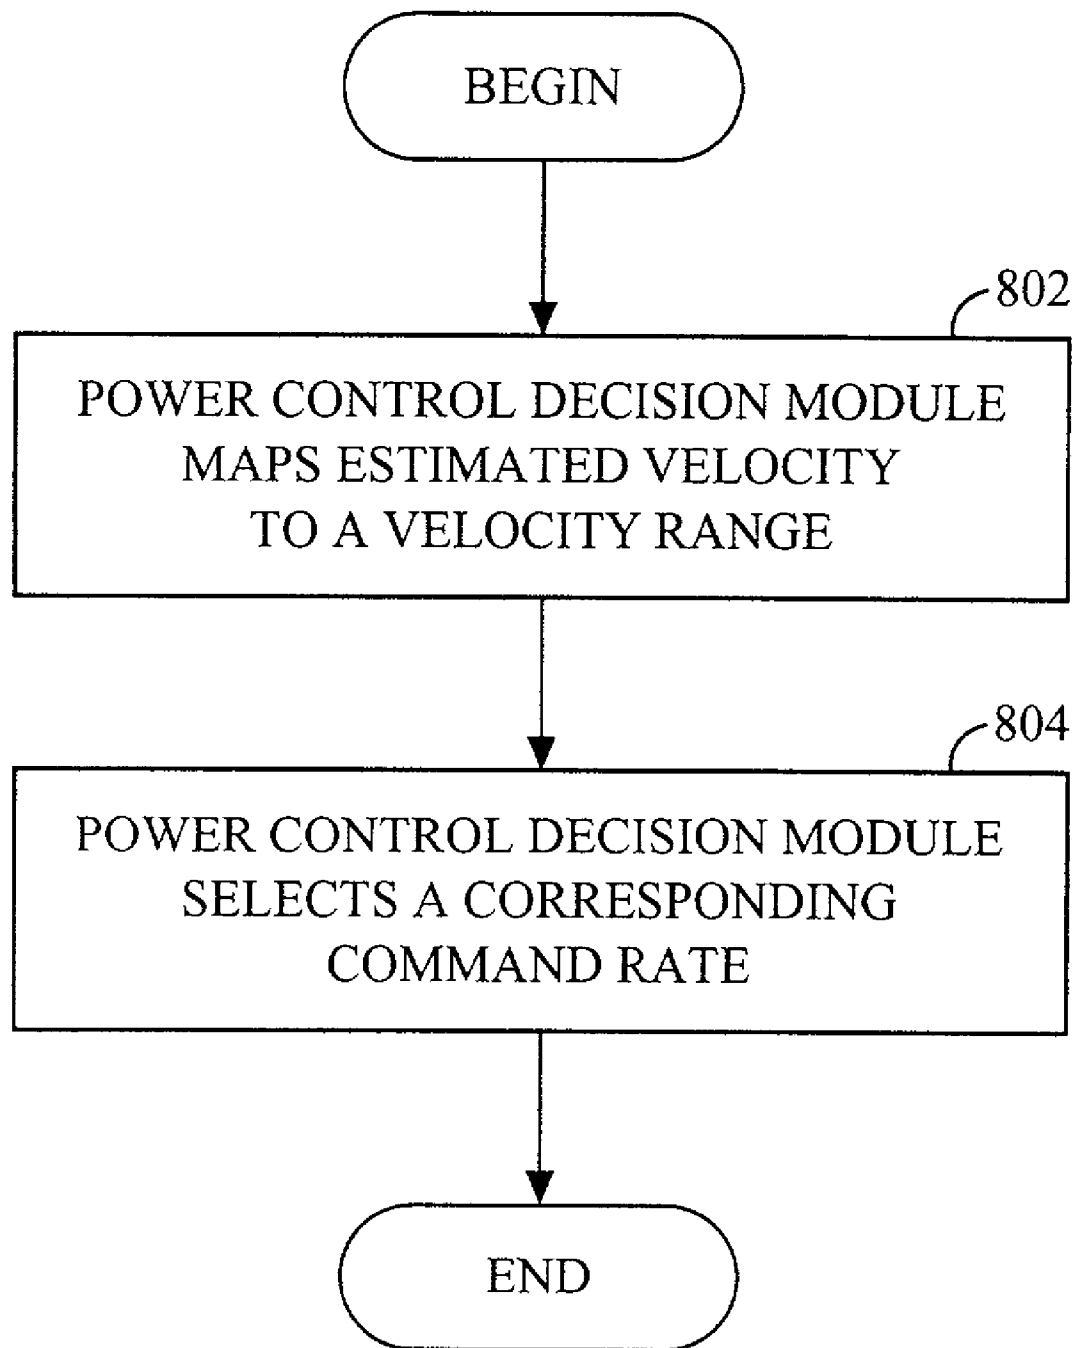 BEGIN
802
POWER CONTROL DECISION MODULE
MAPS ESTIMATED VELOCITY
TO A VELOCITY RANGE
804
POWER CONTROL DECISION MODULE
SELECTS A CORRESPONDING
COMMAND RATE
END